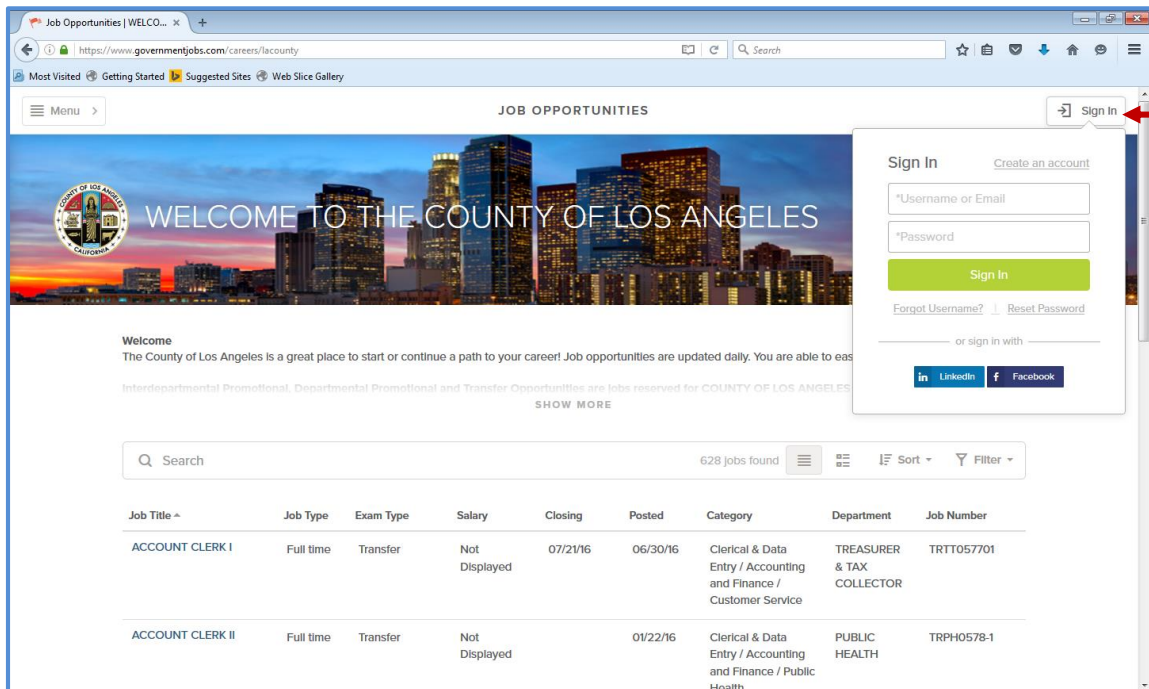 Job Opportunities | WELCO...
https://www.governmentjobs.com/careers/lacounty
Search
Most Visited
Getting Started
Suggested Sites
Web Slice Gallery
Menu
JOB OPPORTUNITIES
Sign In
COUNTY OF LOS ANGELES
CALIFORNIA
WELCOME TO THE COUNTY OF LOS ANGELES
Sign In
Create an account
*Username or Email
*Password
Sign In
Forgot Username? | Reset Password
or sign in with
in LinkedIn
f Facebook
Welcome
The County of Los Angeles is a great place to start or continue a path to your career! Job opportunities are updated daily. You are able to eas
Interdepartmental Promotional, Departmental Promotional and Transfer Opportunities are jobs reserved for COUNTY OF LOS ANGELES
SHOW MORE
Search
628 jobs found
Sort
Filter
Job Title Job Type Exam Type Salary Closing Posted Category Department Job Number
ACCOUNT CLERK I Full time Transfer Not 07/21/16 06/30/16 Clerical & Data TREASURER TRTT057701
Displayed Entry / Accounting & TAX
and Finance / COLLECTOR
Customer Service
ACCOUNT CLERK II Full time Transfer Not 01/22/16 Clerical & Data PUBLIC TRPH0578-1
Displayed Entry / Accounting HEALTH
and Finance / Public
Health